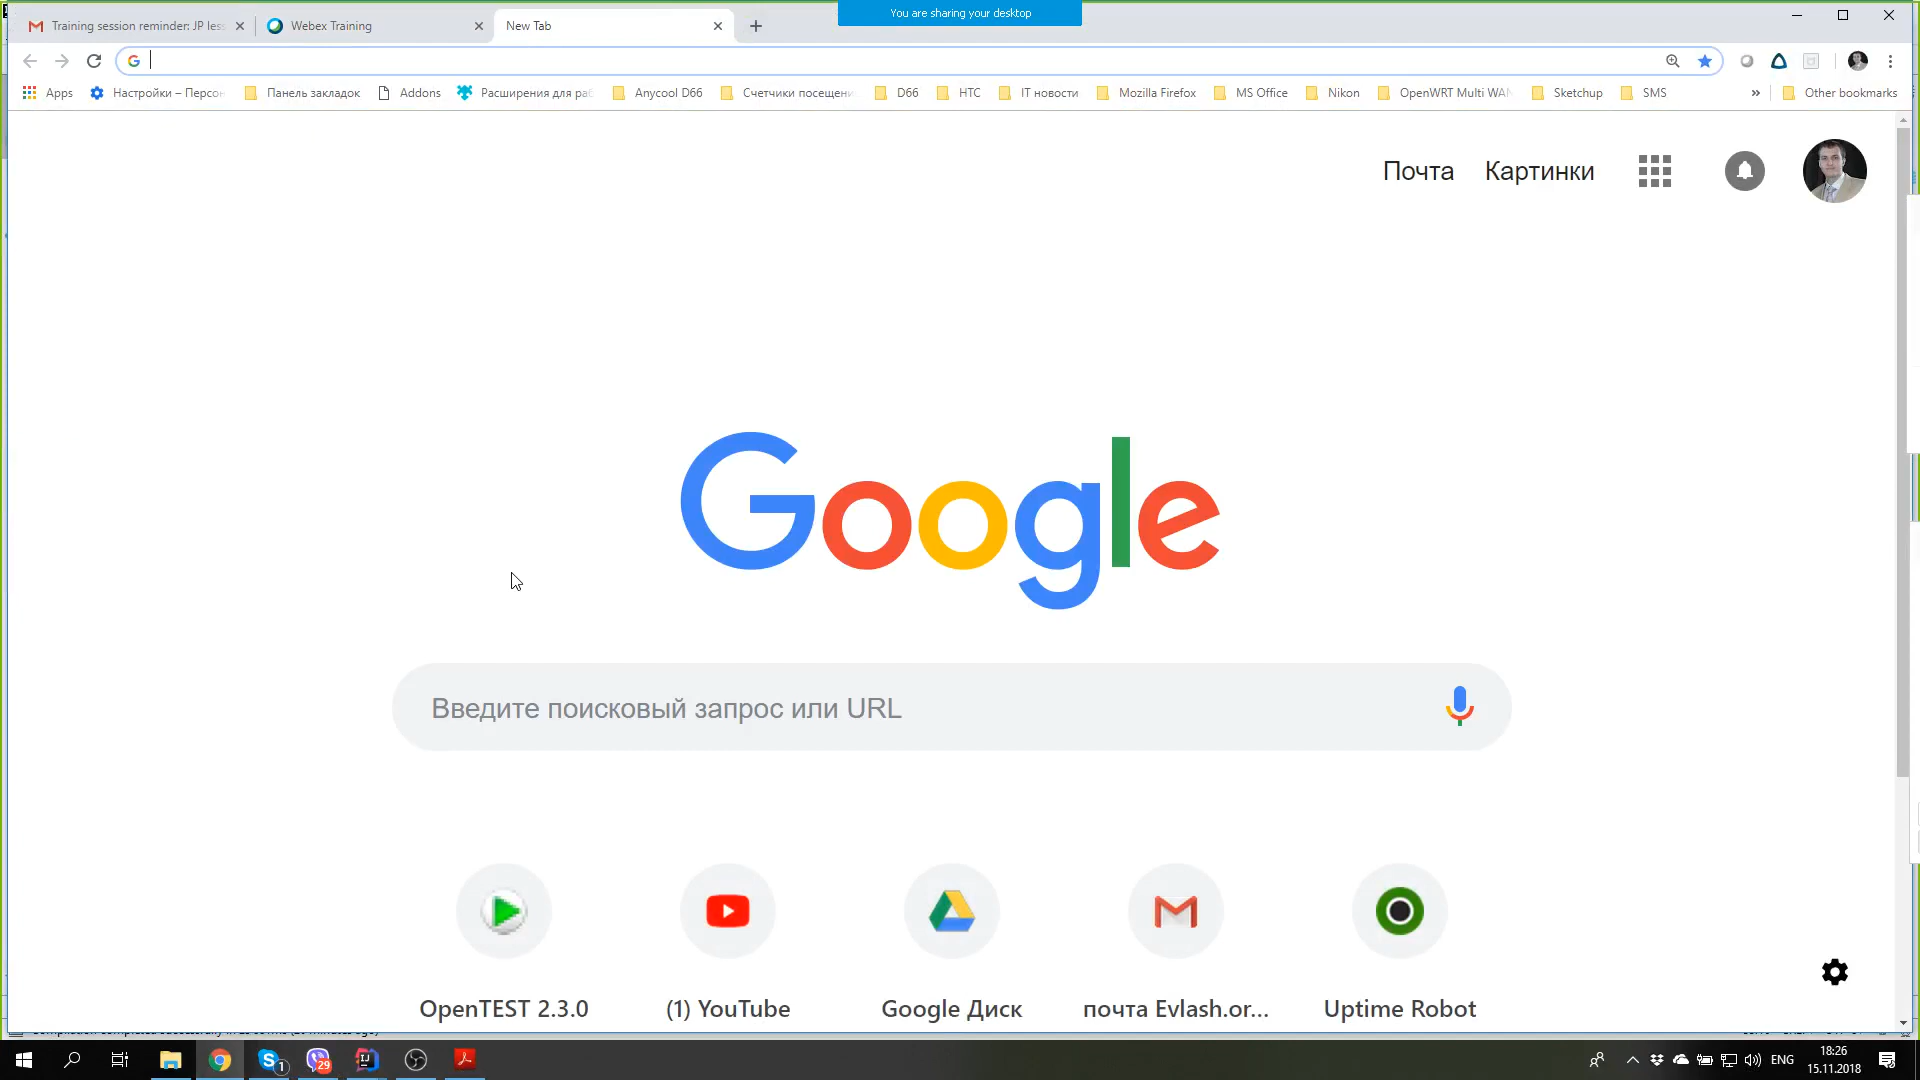 You are sharing your desktop
Training session reminder: JP les
Webex Training
New Tab
Apps
Настройки – Персон
Панель закладок
Addons
Расширения для раб
Anycool D66
Счетчики посещени
D66
HTC
IT новости
Mozilla Firefox
MS Office
Nikon
OpenWRT Multi WAN
Sketchup
SMS
»
Other bookmarks
Почта
Картинки
Google
Введите поисковый запрос или URL
OpenTEST 2.3.0
(1) YouTube
Google Диск
почта Evlash.or...
Uptime Robot
1
29
ENG
18:26
15.11.2018